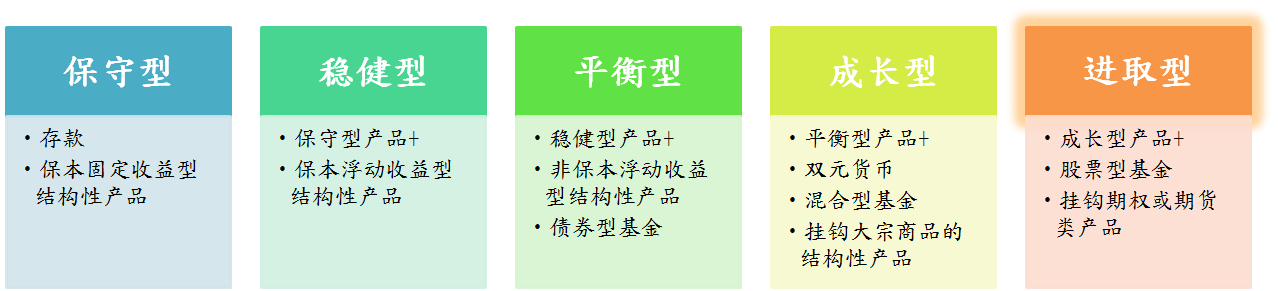 保守型
・存款
・保本固定收益型
结构性产品
稳健型
・保守型产品+
・保本浮动收益型
结构性产品
平衡型
・稳健型产品+
・非保本浮动收益
型结构性产品
・债券型基金
成长型
・平衡型产品+
・双元货币
・混合型基金
・挂钩大宗商品的
结构性产品
进取型
・成长型产品+
・股票型基金
・挂钩期权或期货
类产品